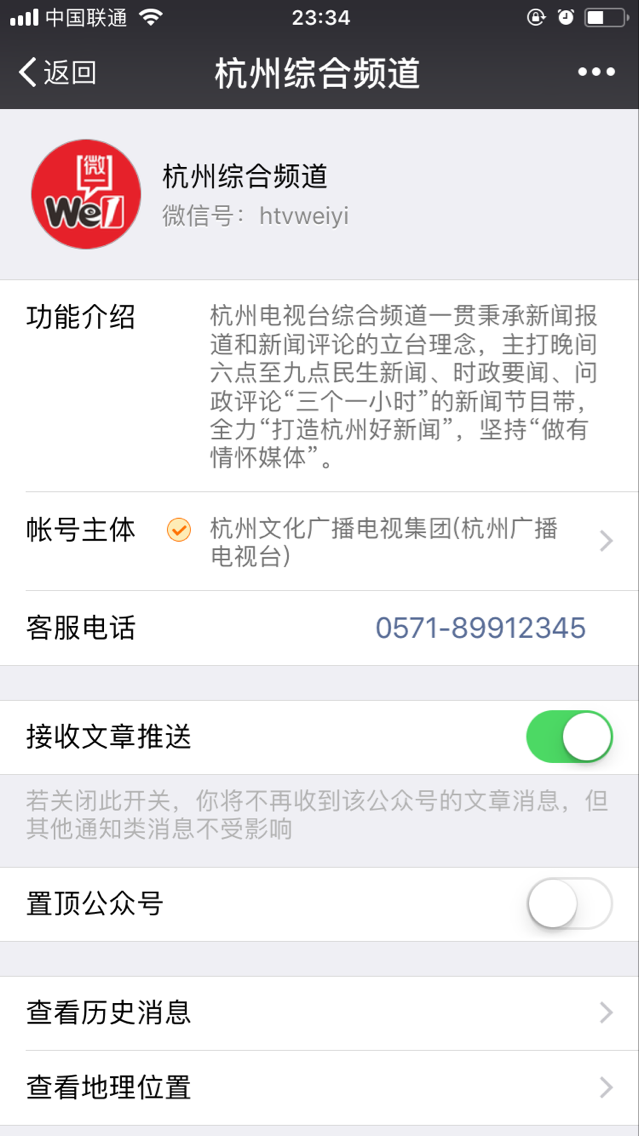 中国联通 23:34
返回 杭州综合频道
微一
We1
杭州综合频道
微信号：htvweiyi
功能介绍
杭州电视台综合频道一贯秉承新闻报
道和新闻评论的立台理念，主打晚间
六点至九点民生新闻、时政要闻、问
政评论“三个一小时”的新闻节目带，
全力“打造杭州好新闻”，坚持“做有
情怀媒体”。
帐号主体
杭州文化广播电视集团(杭州广播
电视台)
客服电话 0571-89912345
接收文章推送
若关闭此开关，你将不再收到该公众号的文章消息，但
其他通知类消息不受影响
置顶公众号
查看历史消息
查看地理位置